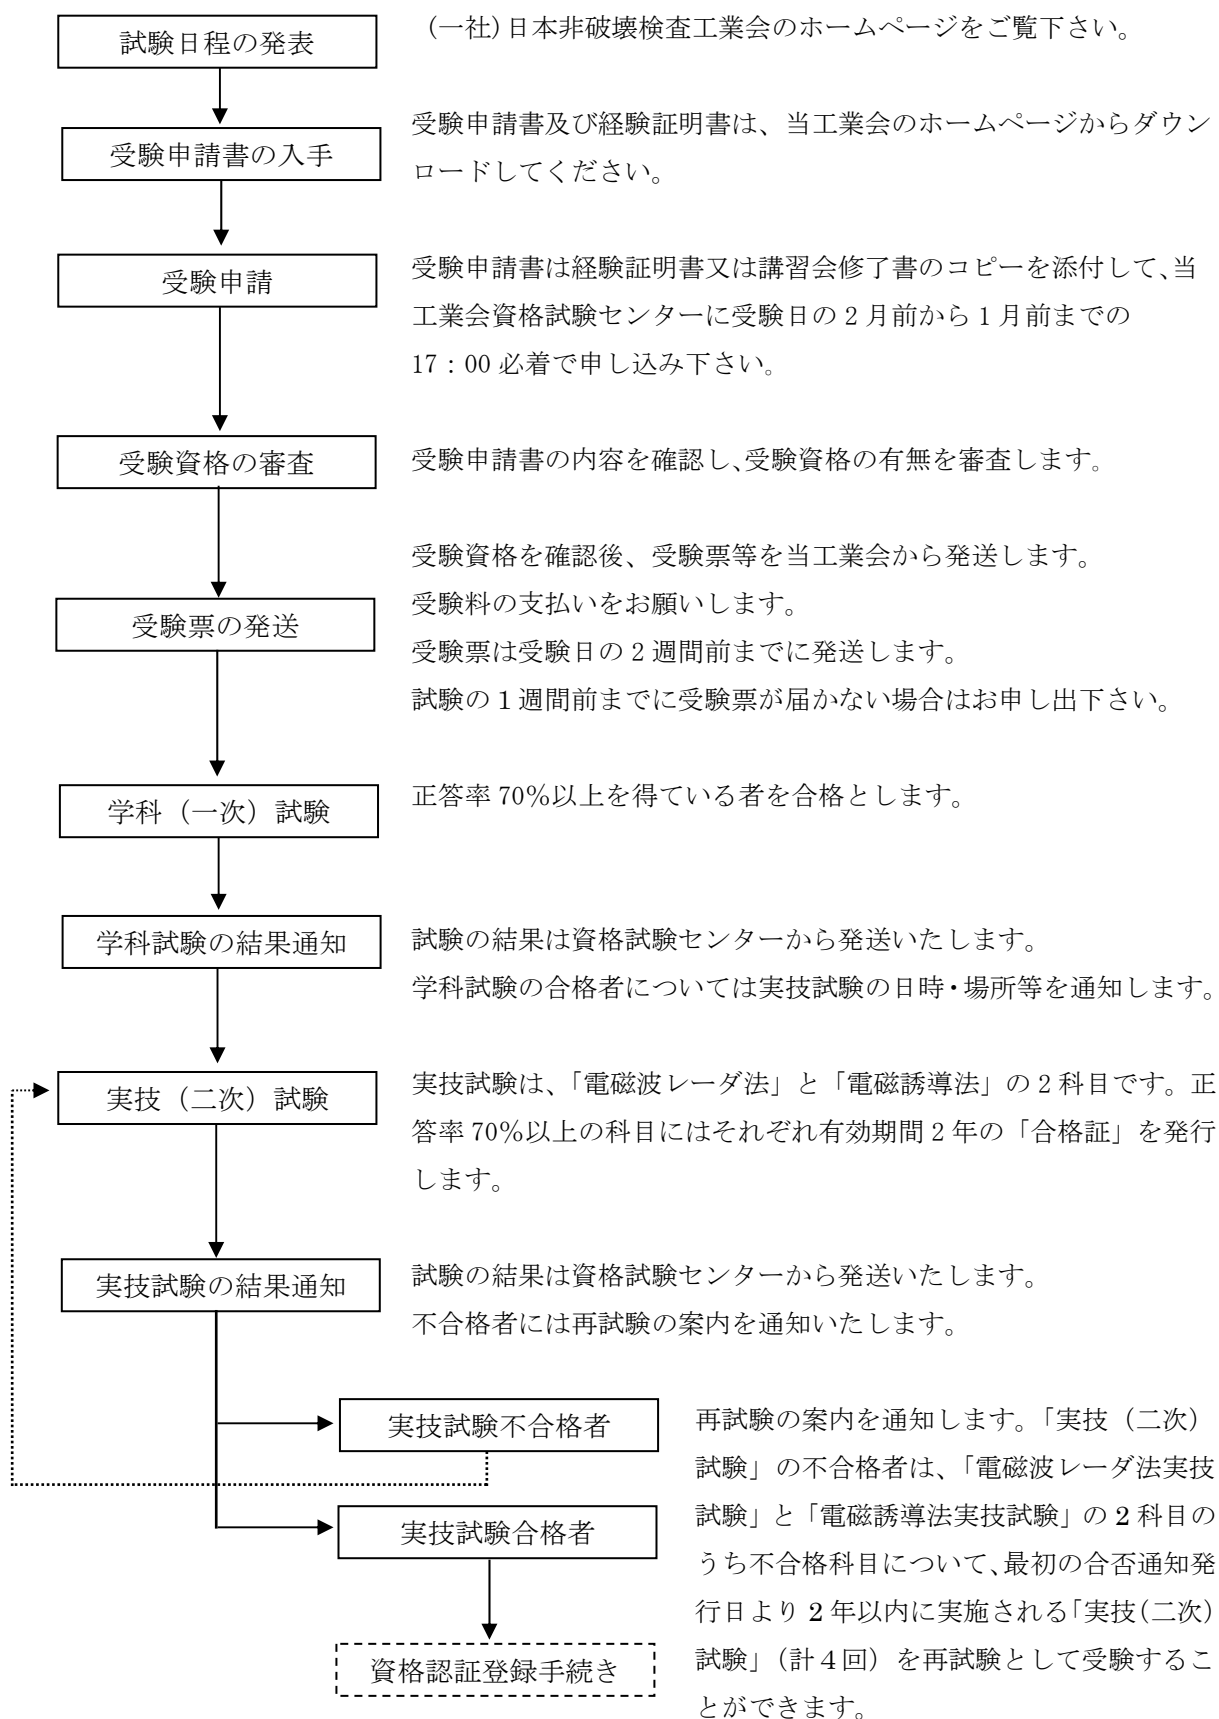 試験日程の発表
(一社)日本非破壊検査工業会のホームページをご覧下さい。
受験申請書の入手
受験申請書及び経験証明書は、当工業会のホームページからダウン
ロードしてください。
受験申請
受験申請書は経験証明書又は講習会修了書のコピーを添付して、当
工業会資格試験センターに受験日の 2 月前から 1 月前までの
17：00 必着で申し込み下さい。
受験資格の審査
受験申請書の内容を確認し、受験資格の有無を審査します。
受験票の発送
受験資格を確認後、受験票等を当工業会から発送します。
受験料の支払いをお願いします。
受験票は受験日の 2 週間前までに発送します。
試験の 1 週間前までに受験票が届かない場合はお申し出下さい。
学科（一次）試験
正答率 70％以上を得ている者を合格とします。
学科試験の結果通知
試験の結果は資格試験センターから発送いたします。
学科試験の合格者については実技試験の日時・場所等を通知します。
実技（二次）試験
実技試験は、「電磁波レーダ法」と「電磁誘導法」の 2 科目です。正
答率 70％以上の科目にはそれぞれ有効期間 2 年の「合格証」を発行
します。
実技試験の結果通知
試験の結果は資格試験センターから発送いたします。
不合格者には再試験の案内を通知いたします。
実技試験不合格者
実技試験合格者
資格認証登録手続き
再試験の案内を通知します。「実技（二次）
試験」の不合格者は、「電磁波レーダ法実技
試験」と「電磁誘導法実技試験」の 2 科目の
うち不合格科目について、最初の合否通知発
行日より 2 年以内に実施される「実技(二次)
試験」（計４回）を再試験として受験するこ
とができます。